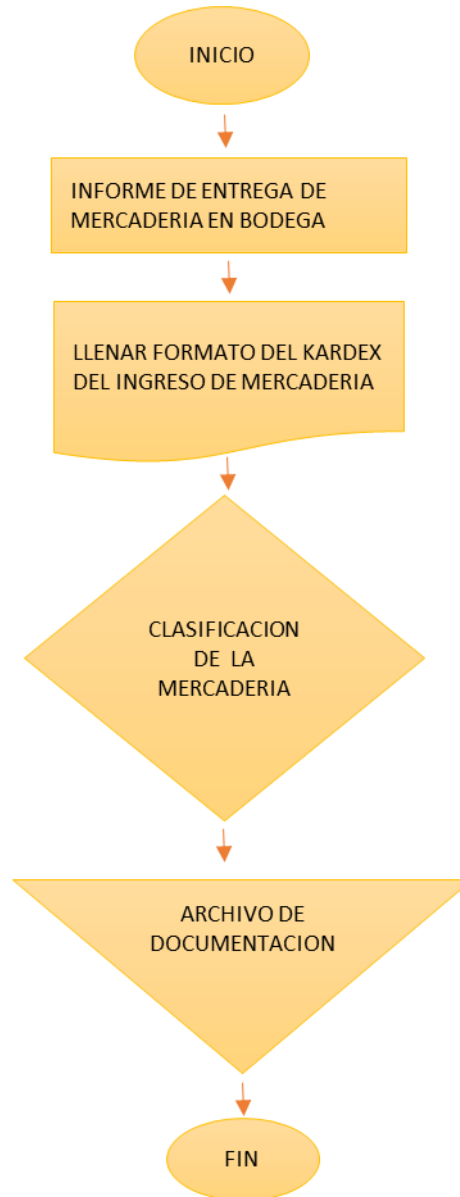 INICIO
INFORME DE ENTREGA DE
MERCADERIA EN BODEGA
LLENAR FORMATO DEL KARDEX
DEL INGRESO DE MERCADERIA
CLASIFICACION
DE LA
MERCADERIA
ARCHIVO DE
DOCUMENTACION
FIN